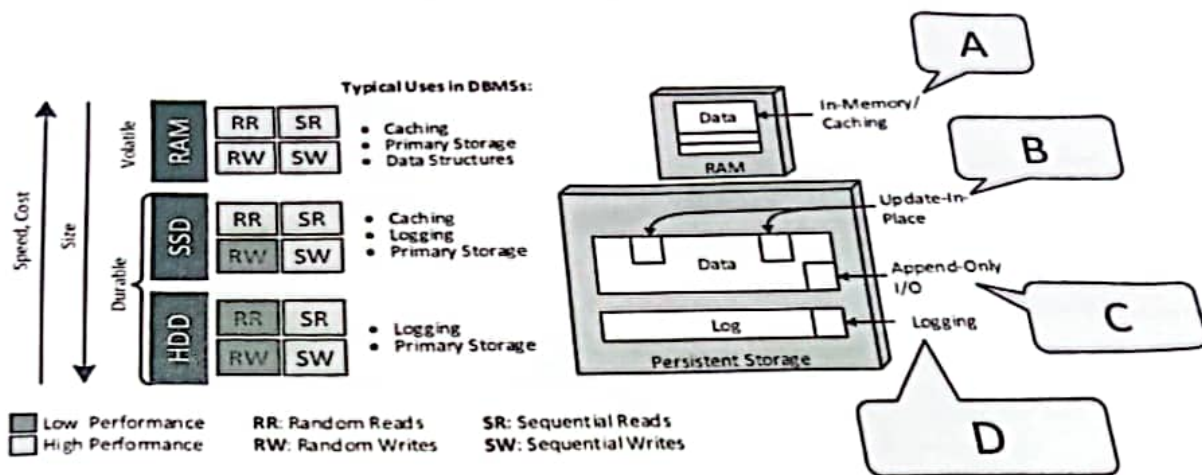 Typical Uses in DBMSs:
Speed, Cost
Size
Volatile
Durable
RAM
RR SR
RW SW
• Caching
• Primary Storage
• Data Structures
SSD
RR SR
RW SW
• Caching
• Logging
• Primary Storage
HDD
RR SR
RW SW
• Logging
• Primary Storage
Low Performance RR: Random Reads SR: Sequential Reads
High Performance RW: Random Writes SW: Sequential Writes
A
In-Memory/
Caching
Data
RAM
B
Update-In-
Place
Data
Append-Only
I/O
C
Log
Logging
Persistent Storage
D